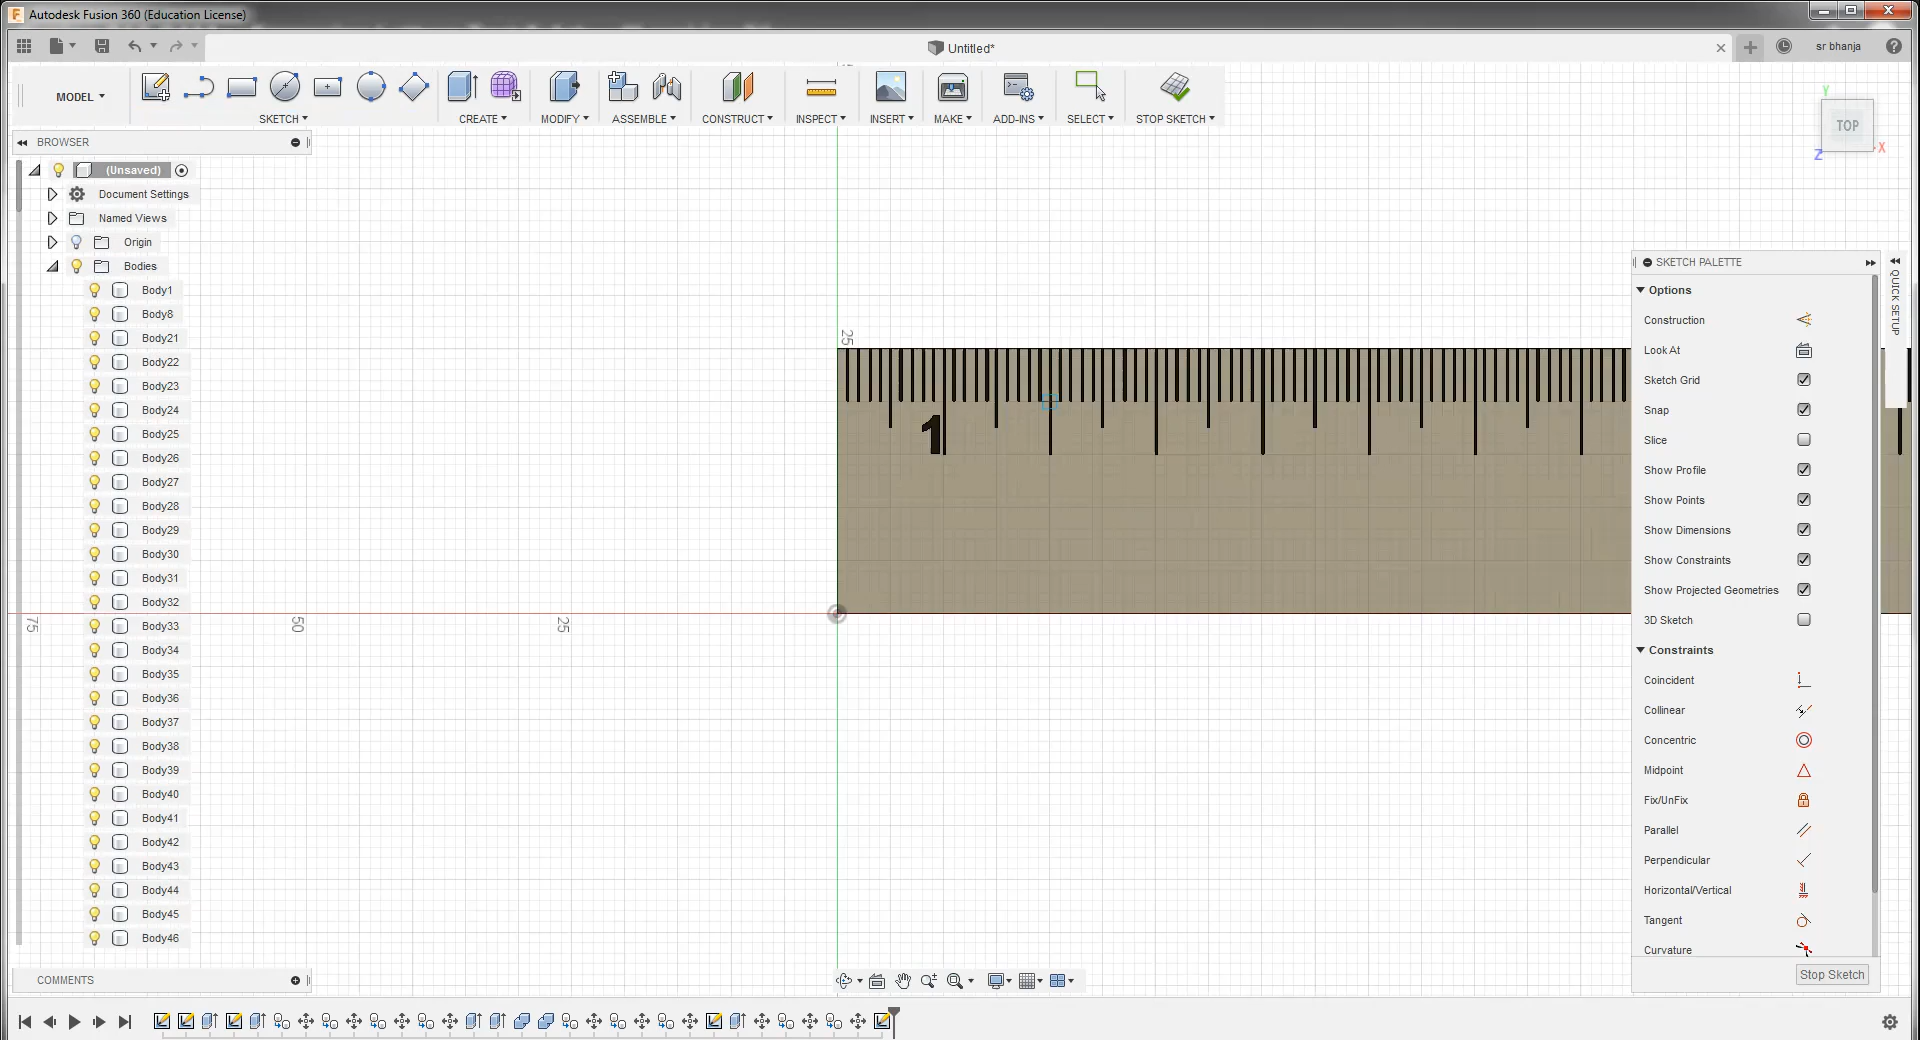 Autodesk Fusion 360 (Education License)
Untitled*
sr bhanja
MODEL
SKETCH
CREATE
MODIFY
ASSEMBLE
CONSTRUCT
INSPECT
INSERT
MAKE
ADD-INS
SELECT
STOP SKETCH
TOP
Y
X
Z
BROWSER
(Unsaved)
Document Settings
Named Views
Origin
Bodies
Body1
Body8
Body21
Body22
Body23
Body24
Body25
Body26
Body27
Body28
Body29
Body30
Body31
Body32
Body33
Body34
Body35
Body36
Body37
Body38
Body39
Body40
Body41
Body42
Body43
Body44
Body45
Body46
COMMENTS
25
1
75
50
25
SKETCH PALETTE
QUICK SETUP
Options
Construction
Look At
Sketch Grid
Snap
Slice
Show Profile
Show Points
Show Dimensions
Show Constraints
Show Projected Geometries
3D Sketch
Constraints
Coincident
Collinear
Concentric
Midpoint
Fix/UnFix
Parallel
Perpendicular
Horizontal/Vertical
Tangent
Curvature
Stop Sketch